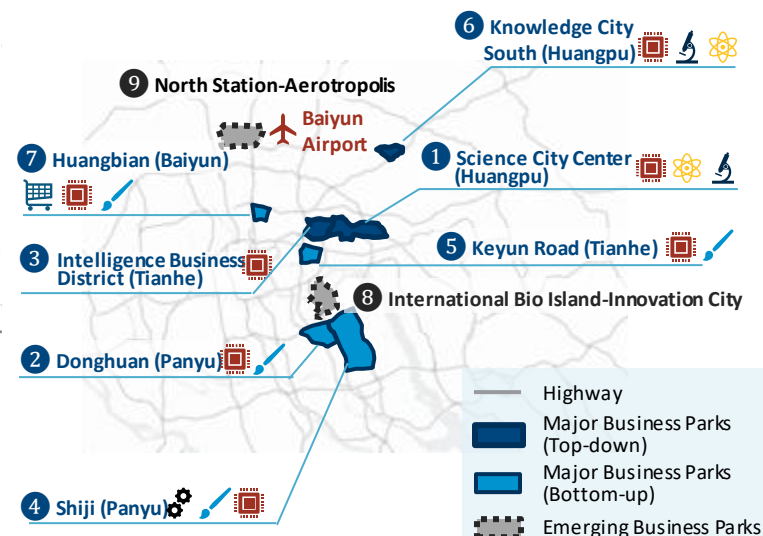 6 Knowledge City
South (Huangpu)
9 North Station-Aerotropolis
Baiyun
Airport
7 Huangbian (Baiyun)
1 Science City Center
(Huangpu)
3 Intelligence Business
District (Tianhe)
5 Keyun Road (Tianhe)
8 International Bio Island-Innovation City
2 Donghuan (Panyu)
4 Shiji (Panyu)
Highway
Major Business Parks
(Top-down)
Major Business Parks
(Bottom-up)
Emerging Business Parks